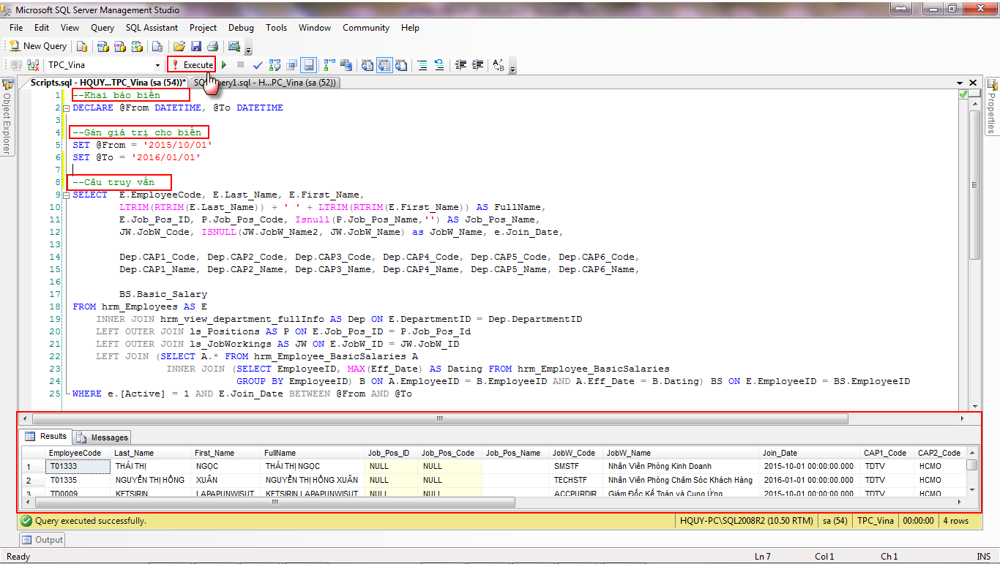 Microsoft SQL Server Management Studio
File Edit View Query SQL Assistant Project Debug Tools Window Community Help
New Query
TPC_Vina Execute
Scripts.sql - HQUY...TPC_Vina (sa (54))*
ery1.sql - H...PC_Vina (sa (52))
Object Explorer
Properties
1 --Khai báo biến
2 DECLARE @From DATETIME, @To DATETIME
3
4 --Gán giá trị cho biến
5 SET @From = '2015/10/01'
6 SET @To = '2016/01/01'
7
8 --Câu truy vấn
9 SELECT E.EmployeeCode, E.Last_Name, E.First_Name,
10 LTRIM(RTRIM(E.Last_Name)) + ' ' + LTRIM(RTRIM(E.First_Name)) AS FullName,
11 E.Job_Pos_ID, P.Job_Pos_Code, Isnull(P.Job_Pos_Name,'') AS Job_Pos_Name,
12 JW.JobW_Code, ISNULL(JW.JobW_Name2, JW.JobW_Name) as JobW_Name, e.Join_Date,
13
14 Dep.CAP1_Code, Dep.CAP2_Code, Dep.CAP3_Code, Dep.CAP4_Code, Dep.CAP5_Code, Dep.CAP6_Code,
15 Dep.CAP1_Name, Dep.CAP2_Name, Dep.CAP3_Name, Dep.CAP4_Name, Dep.CAP5_Name, Dep.CAP6_Name,
16
17 BS.Basic_Salary
18 FROM hrm_Employees AS E
19 INNER JOIN hrm_view_department_fullInfo AS Dep ON E.DepartmentID = Dep.DepartmentID
20 LEFT OUTER JOIN ls_Positions AS P ON E.Job_Pos_ID = P.Job_Pos_Id
21 LEFT OUTER JOIN ls_JobWorkings AS JW ON E.JobW_ID = JW.JobW_ID
22 LEFT JOIN (SELECT A.* FROM hrm_Employee_BasicSalaries A
23 INNER JOIN (SELECT EmployeeID, MAX(Eff_Date) AS Dating FROM hrm_Employee_BasicSalaries
24 GROUP BY EmployeeID) B ON A.EmployeeID = B.EmployeeID AND A.Eff_Date = B.Dating) BS ON E.EmployeeID = BS.EmployeeID
25 WHERE e.[Active] = 1 AND E.Join_Date BETWEEN @From AND @To
Results Messages
EmployeeCode Last_Name First_Name FullName Job_Pos_ID Job_Pos_Code Job_Pos_Name JobW_Code JobW_Name Join_Date CAP1_Code CAP2_Code
1 T01333 THÁI THỊ NGỌC THÁI THỊ NGỌC NULL NULL SMSTF Nhân Viên Phòng Kinh Doanh 2015-10-01 00:00:00.000 TDTV HCMO
2 T01335 NGUYỄN THỊ HỒNG XUÂN NGUYỄN THỊ HỒNG XUÂN NULL NULL TECHSTF Nhân Viên Phòng Chăm Sóc Khách Hàng 2016-01-01 00:00:00.000 TDTV HCMO
3 TD0009 KETSIRIN LAPAPUNWISUT KETSIRIN LAPAPUNWISUT NULL NULL ACCPURDIR Giám Đốc Kế Toán và Cung Ứng 2015-10-01 00:00:00.000 TDTV HCMO
Query executed successfully. HQUY-PC\SQL2008R2 (10.50 RTM) sa (54) TPC_Vina 00:00:00 4 rows
Output
Ready Ln 7 Col 1 Ch 1 INS